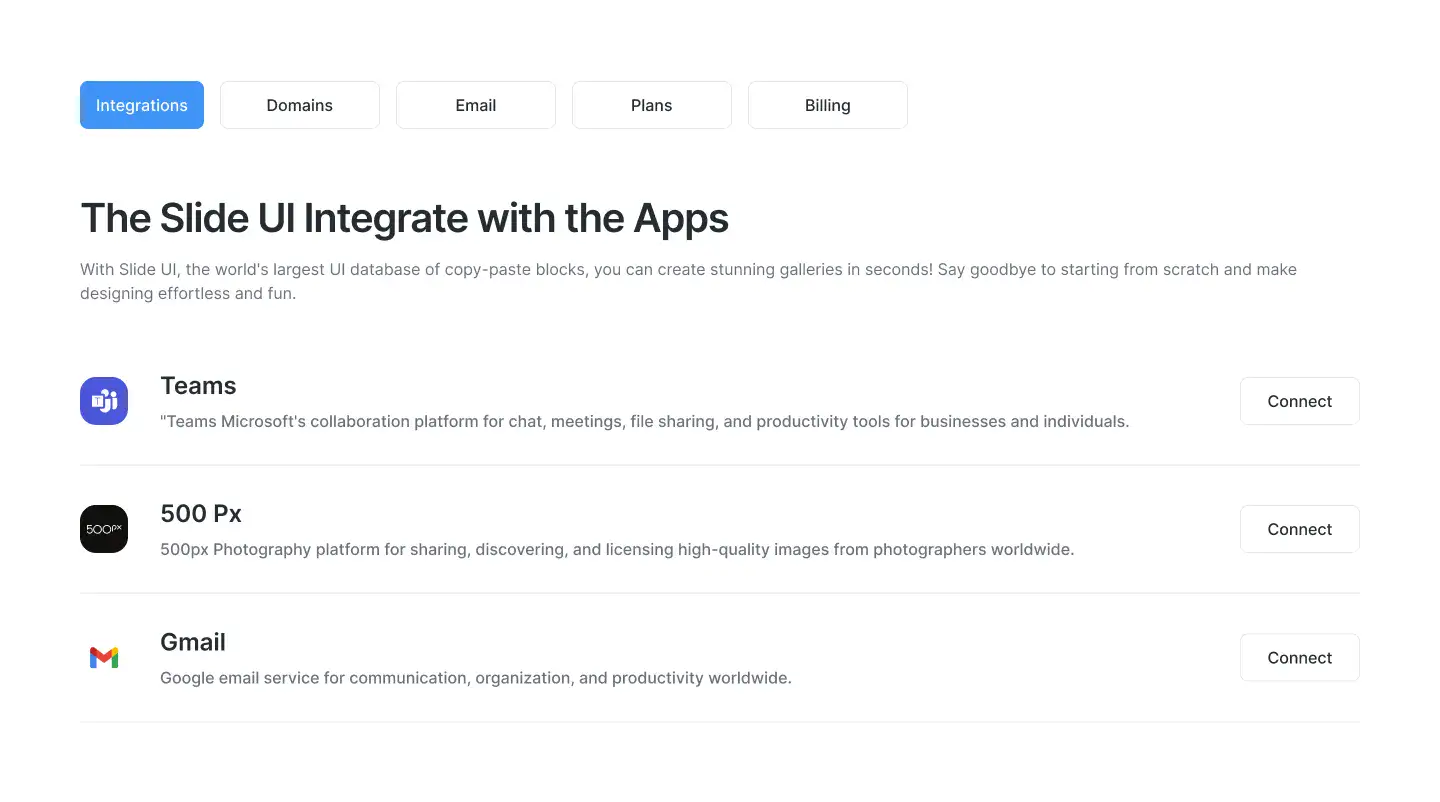 Integrations
Domains
Email
Plans
Billing
The Slide UI Integrate with the Apps
With Slide UI, the world's largest UI database of copy-paste blocks, you can create stunning galleries in seconds! Say goodbye to starting from scratch and make
designing effortless and fun.
T
Teams
"Teams Microsoft's collaboration platform for chat, meetings, file sharing, and productivity tools for businesses and individuals.
Connect
500px
500 Px
500px Photography platform for sharing, discovering, and licensing high-quality images from photographers worldwide.
Connect
Gmail
Google email service for communication, organization, and productivity worldwide.
Connect